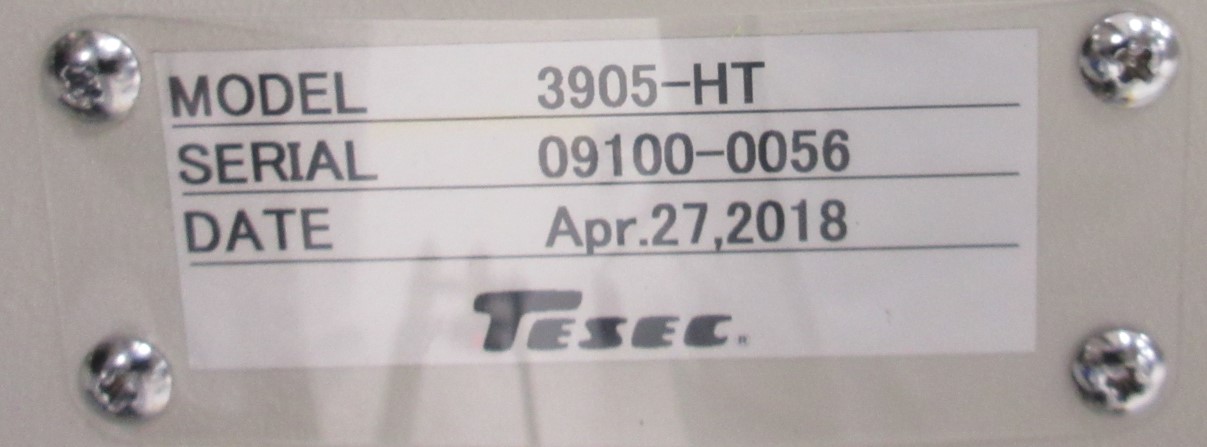 MODEL 3905-HT
SERIAL 09100-0056
DATE Apr.27,2018
TESEC®